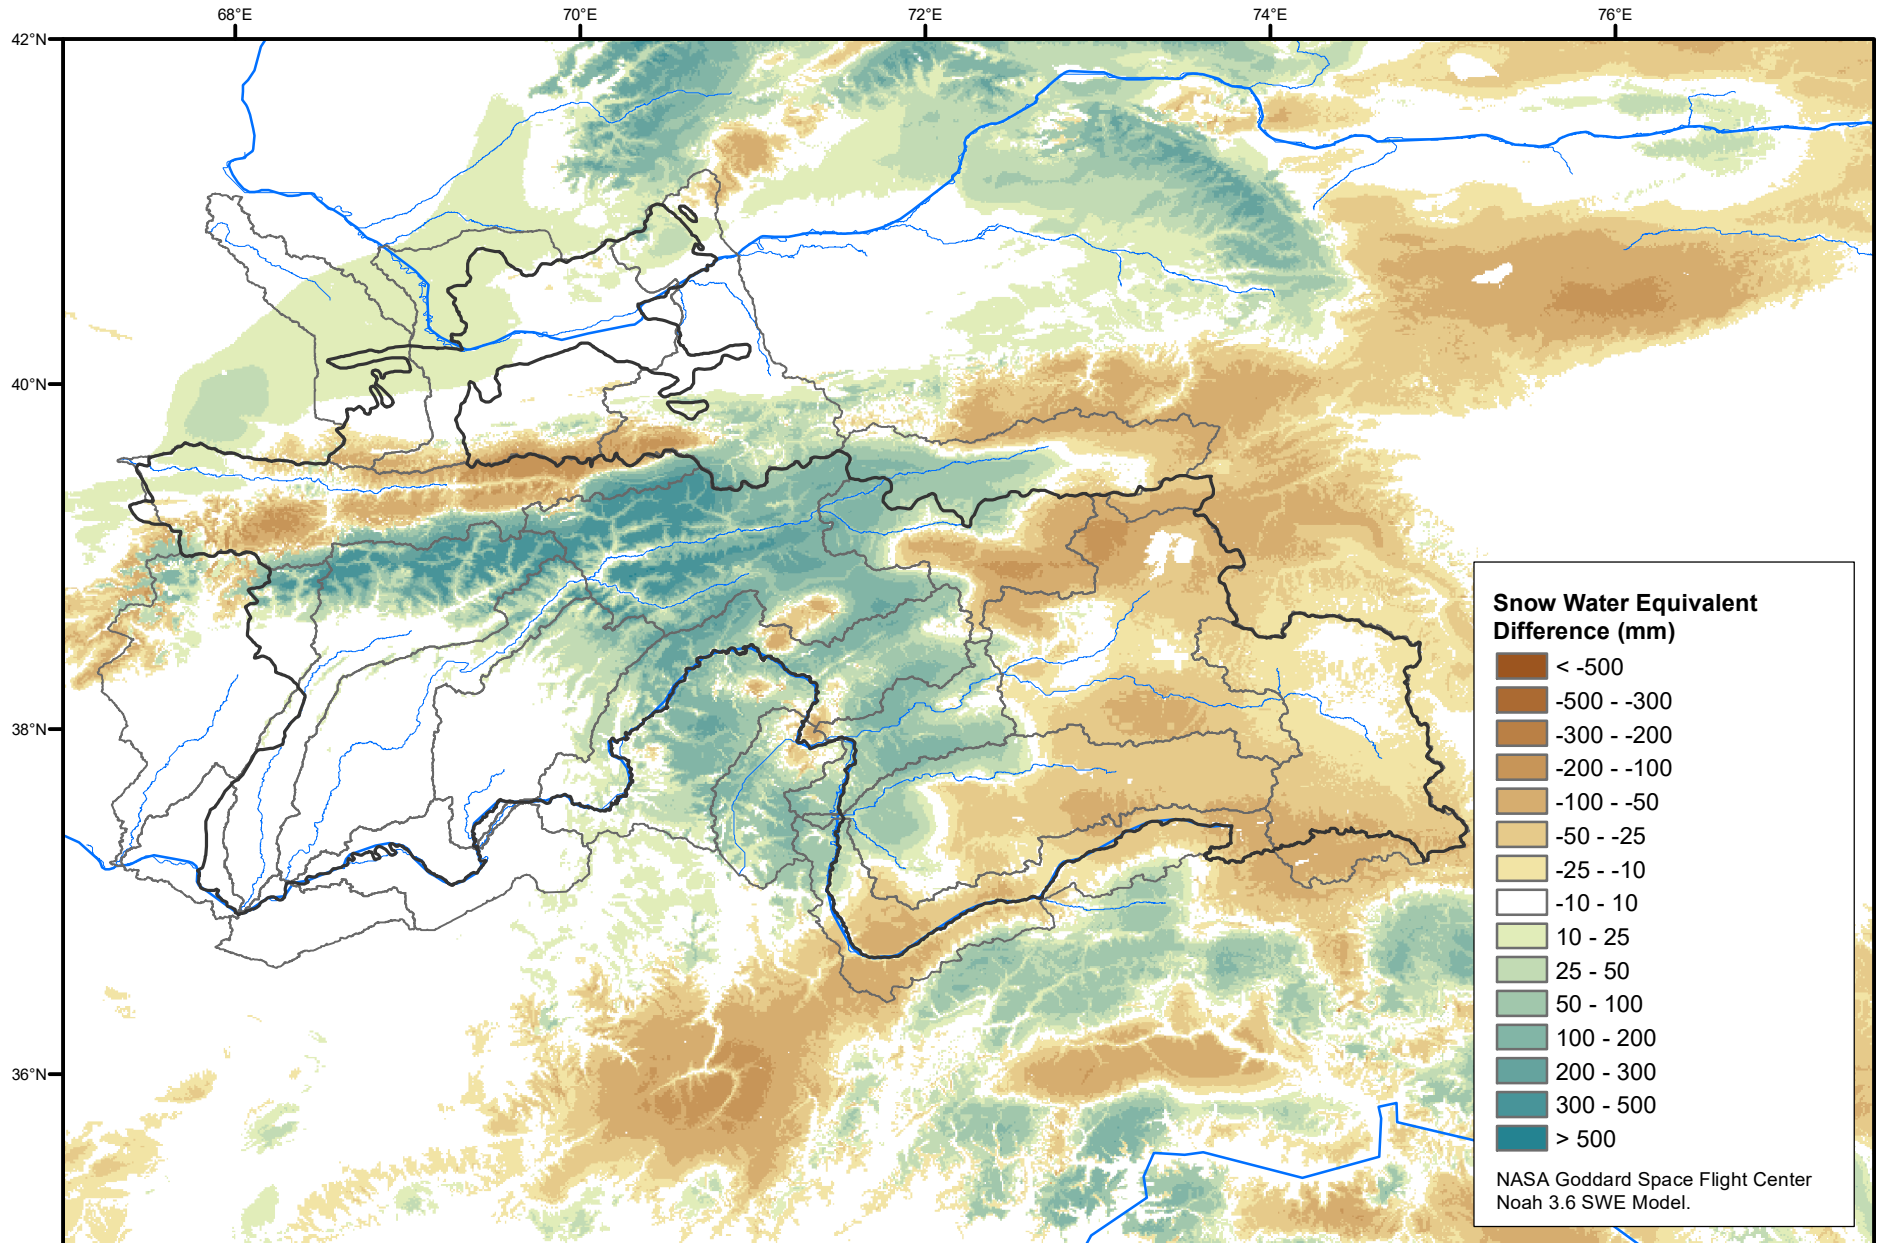 68°E
70°E
72°E
74°E
76°E
42°N
40°N
38°N
36°N
Snow Water Equivalent
Difference (mm)
< -500
-500 - -300
-300 - -200
-200 - -100
-100 - -50
-50 - -25
-25 - -10
-10 - 10
10 - 25
25 - 50
50 - 100
100 - 200
200 - 300
300 - 500
> 500
NASA Goddard Space Flight Center
Noah 3.6 SWE Model.